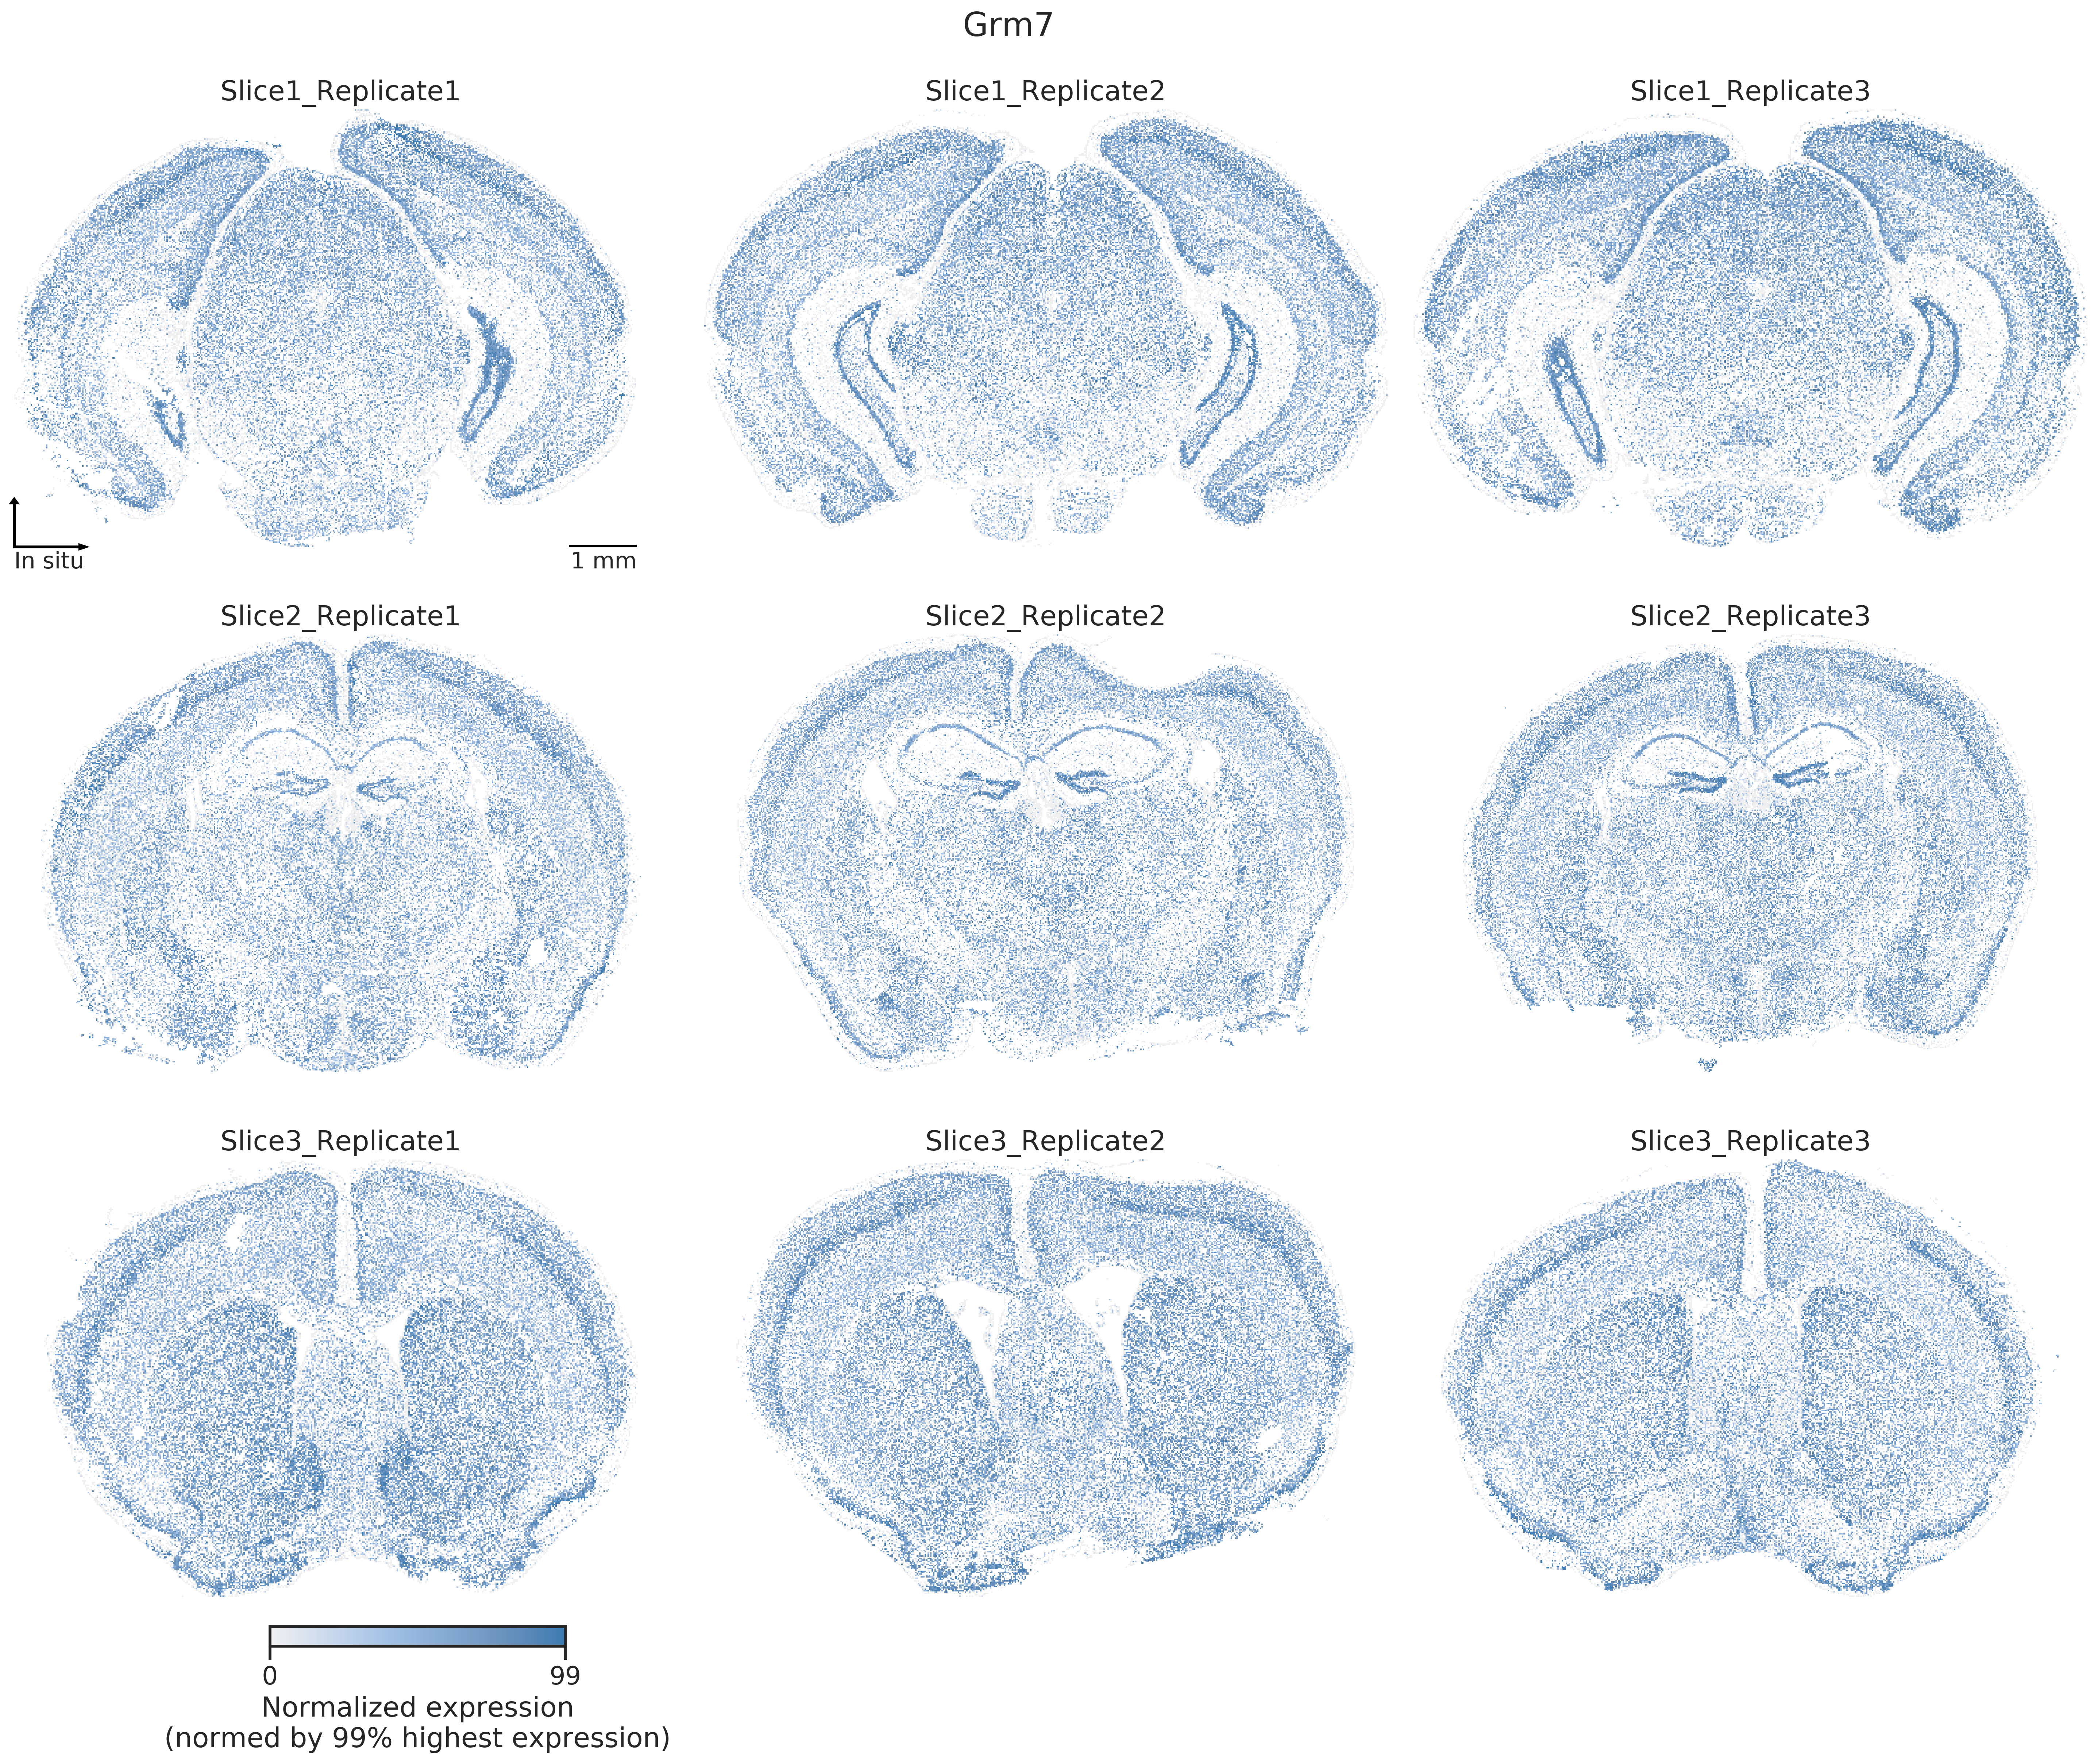 Grm7
Slice1_Replicate1
Slice1_Replicate2
Slice1_Replicate3
In situ
1 mm
Slice2_Replicate1
Slice2_Replicate2
Slice2_Replicate3
Slice3_Replicate1
Slice3_Replicate2
Slice3_Replicate3
0
99
Normalized expression
(normed by 99% highest expression)